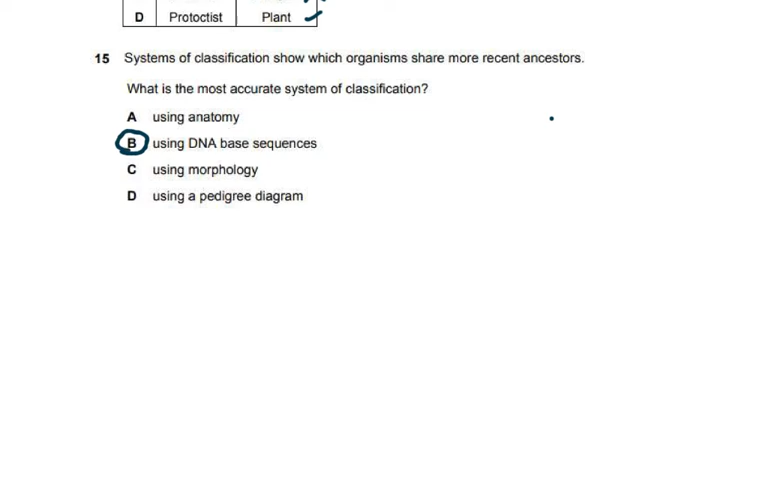 D Protoctist Plant
15 Systems of classification show which organisms share more recent ancestors.
What is the most accurate system of classification?
A using anatomy
B using DNA base sequences
C using morphology
D using a pedigree diagram